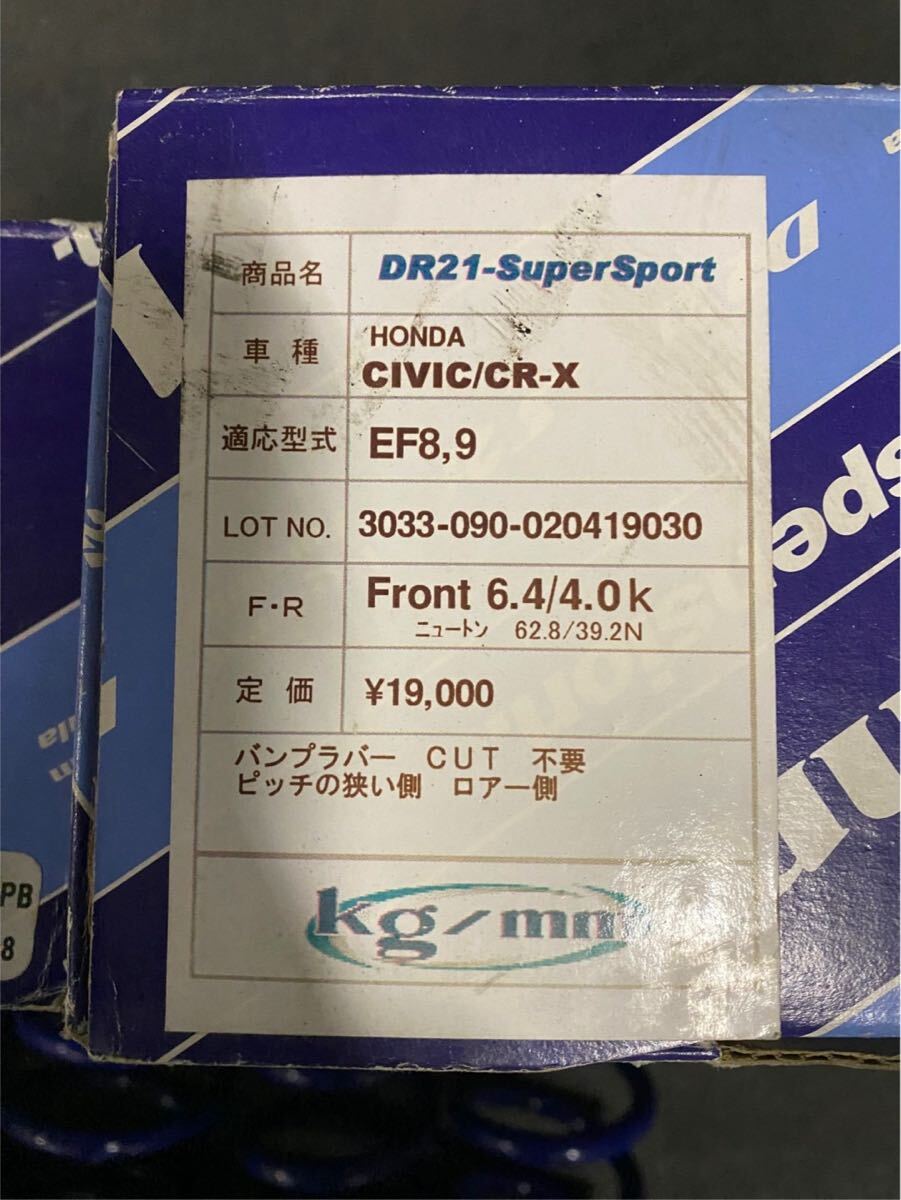 商品名 DR21-SuperSport
車種 HONDA
CIVIC/CR-X
適応型式 EF8,9
LOT NO. 3033-090-020419030
F・R Front 6.4/4.0k
ニュートン 62.8/39.2N
定価 ¥19,000
バンプラバー CUT 不要
ピッチの狭い側 ロアー側
kg/mm
PB
8